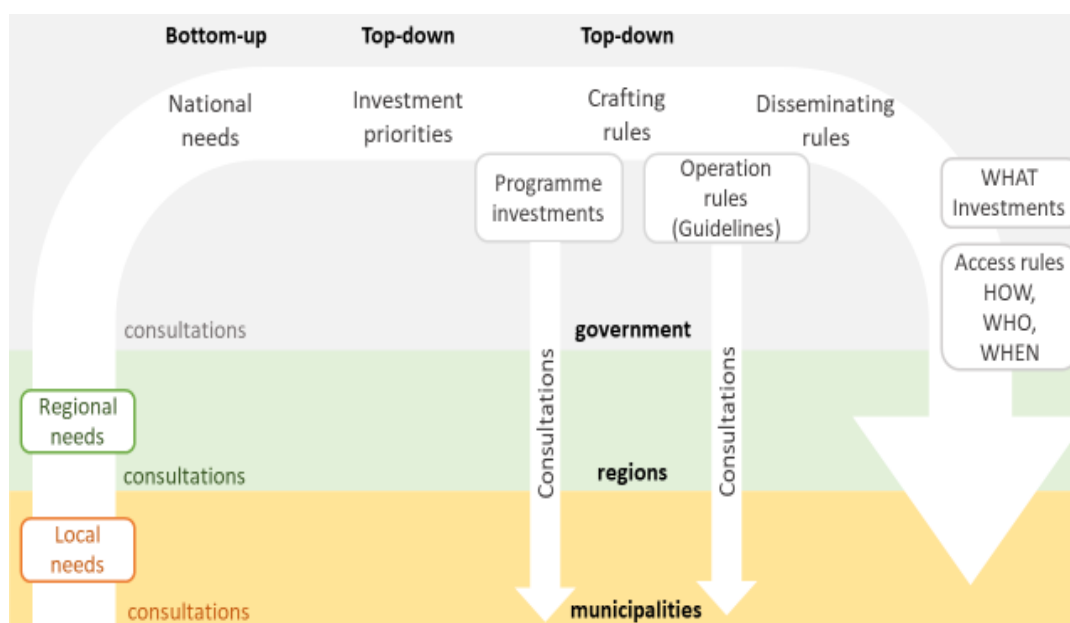 Bottom-up
Top-down
Top-down
National
needs
Investment
priorities
Crafting
rules
Disseminating
rules
Programme
investments
Operation
rules
(Guidelines)
WHAT
Investments
Access rules
HOW,
WHO,
WHEN
consultations
government
Consultations
Consultations
Regional
needs
consultations
regions
Local
needs
consultations
municipalities